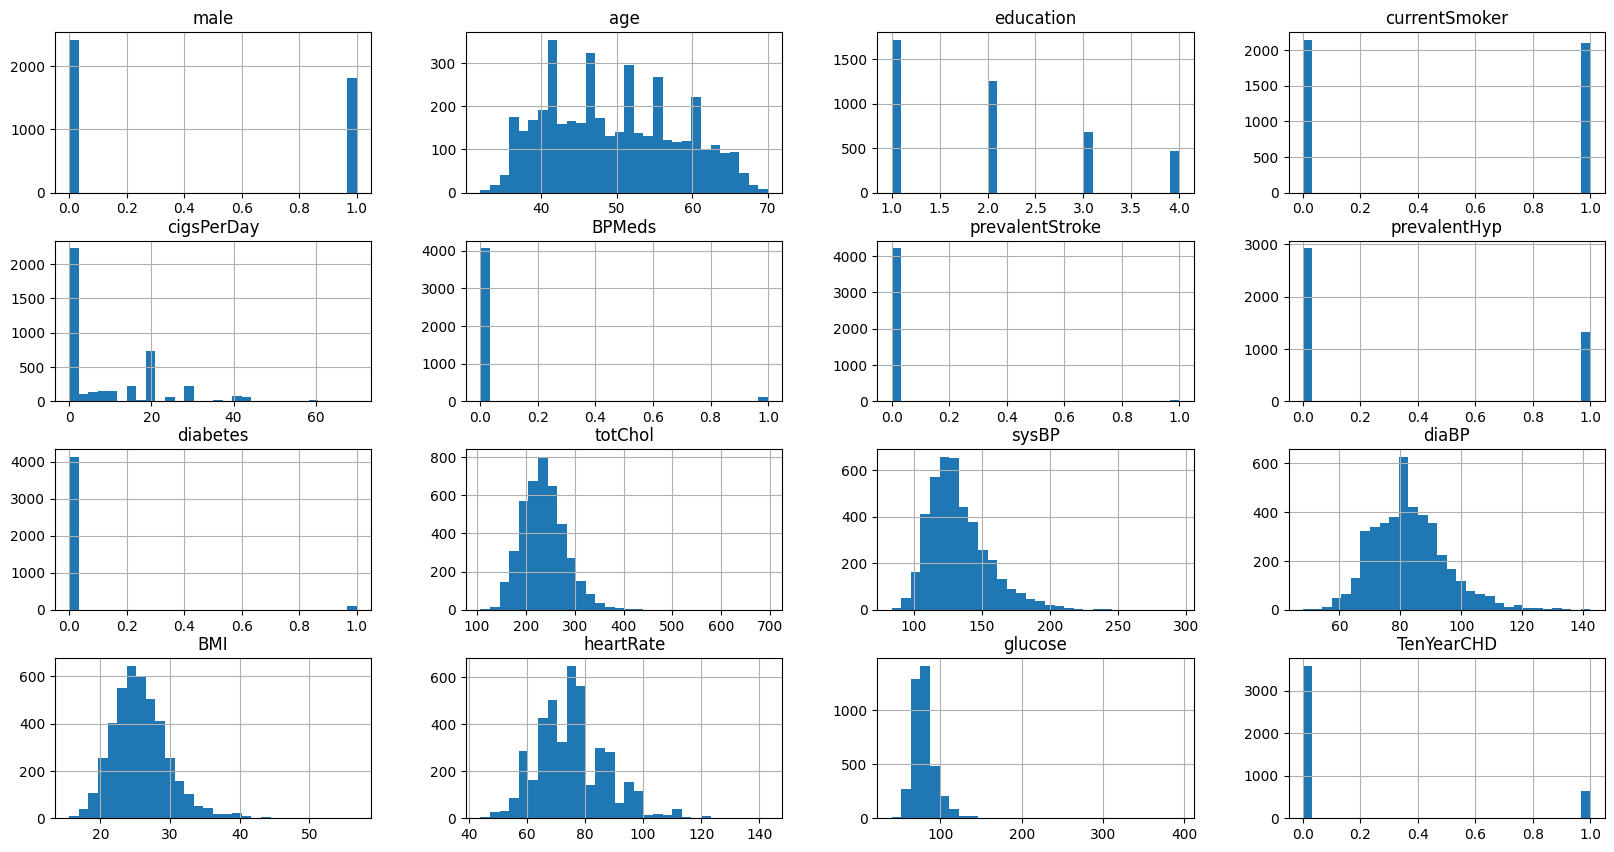 male age education currentSmoker
2000 1000 0
0.0 0.2 0.4 0.6 0.8 1.0
300 200 100 0
40 50 60 70
1500 1000 500 0
1.0 1.5 2.0 2.5 3.0 3.5 4.0
2000 1500 1000 500 0
0.0 0.2 0.4 0.6 0.8 1.0
cigsPerDay BPMeds prevalentStroke prevalentHyp
2000 1500 1000 500 0
0 20 40 60
4000 3000 2000 1000 0
0.0 0.2 0.4 0.6 0.8 1.0
4000 3000 2000 1000 0
0.0 0.2 0.4 0.6 0.8 1.0
3000 2000 1000 0
0.0 0.2 0.4 0.6 0.8 1.0
diabetes totChol sysBP diaBP
4000 3000 2000 1000 0
0.0 0.2 0.4 0.6 0.8 1.0
800 600 400 200 0
100 200 300 400 500 600 700
600 400 200 0
100 150 200 250 300
600 400 200 0
60 80 100 120 140
BMI heartRate glucose TenYearCHD
600 400 200 0
20 30 40 50
600 400 200 0
40 60 80 100 120 140
1000 500 0
100 200 300 400
3000 2000 1000 0
0.0 0.2 0.4 0.6 0.8 1.0